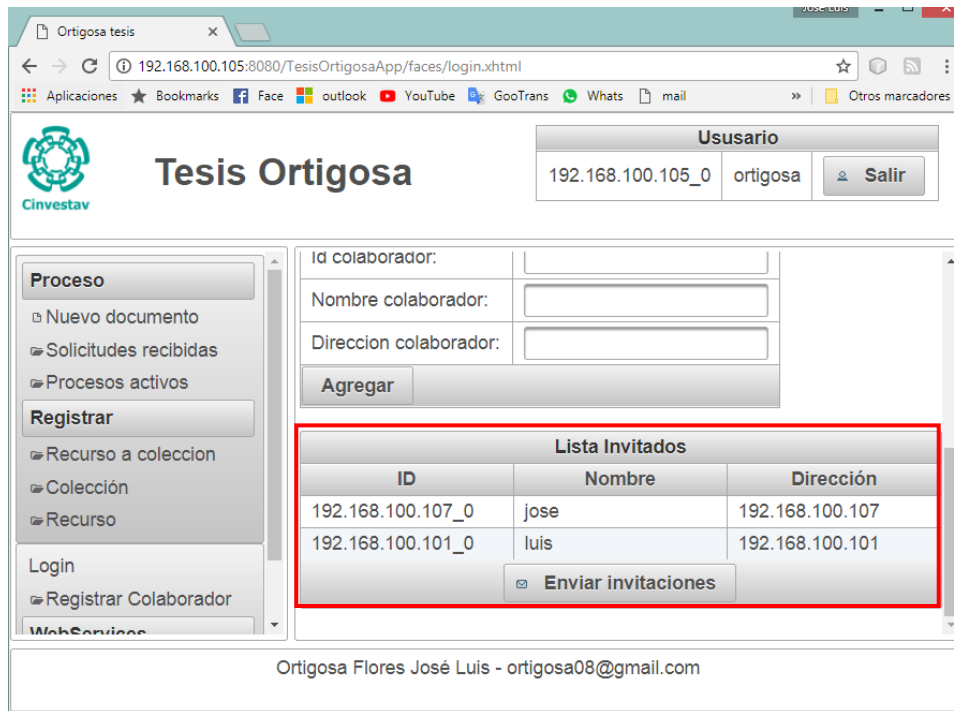 José Luis
Ortigosa tesis
192.168.100.105:8080/TesisOrtigosaApp/faces/login.xhtml
Aplicaciones Bookmarks Face outlook YouTube GooTrans Whats mail » Otros marcadores
Cinvestav
Tesis Ortigosa
Ususario
192.168.100.105_0 ortigosa Salir
Proceso
Nuevo documento
Solicitudes recibidas
Procesos activos
Registrar
Recurso a coleccion
Colección
Recurso
Login
Registrar Colaborador
WebServices
Id colaborador:
Nombre colaborador:
Direccion colaborador:
Agregar
Lista Invitados
ID Nombre Dirección
192.168.100.107_0 jose 192.168.100.107
192.168.100.101_0 luis 192.168.100.101
Enviar invitaciones
Ortigosa Flores José Luis - ortigosa08@gmail.com